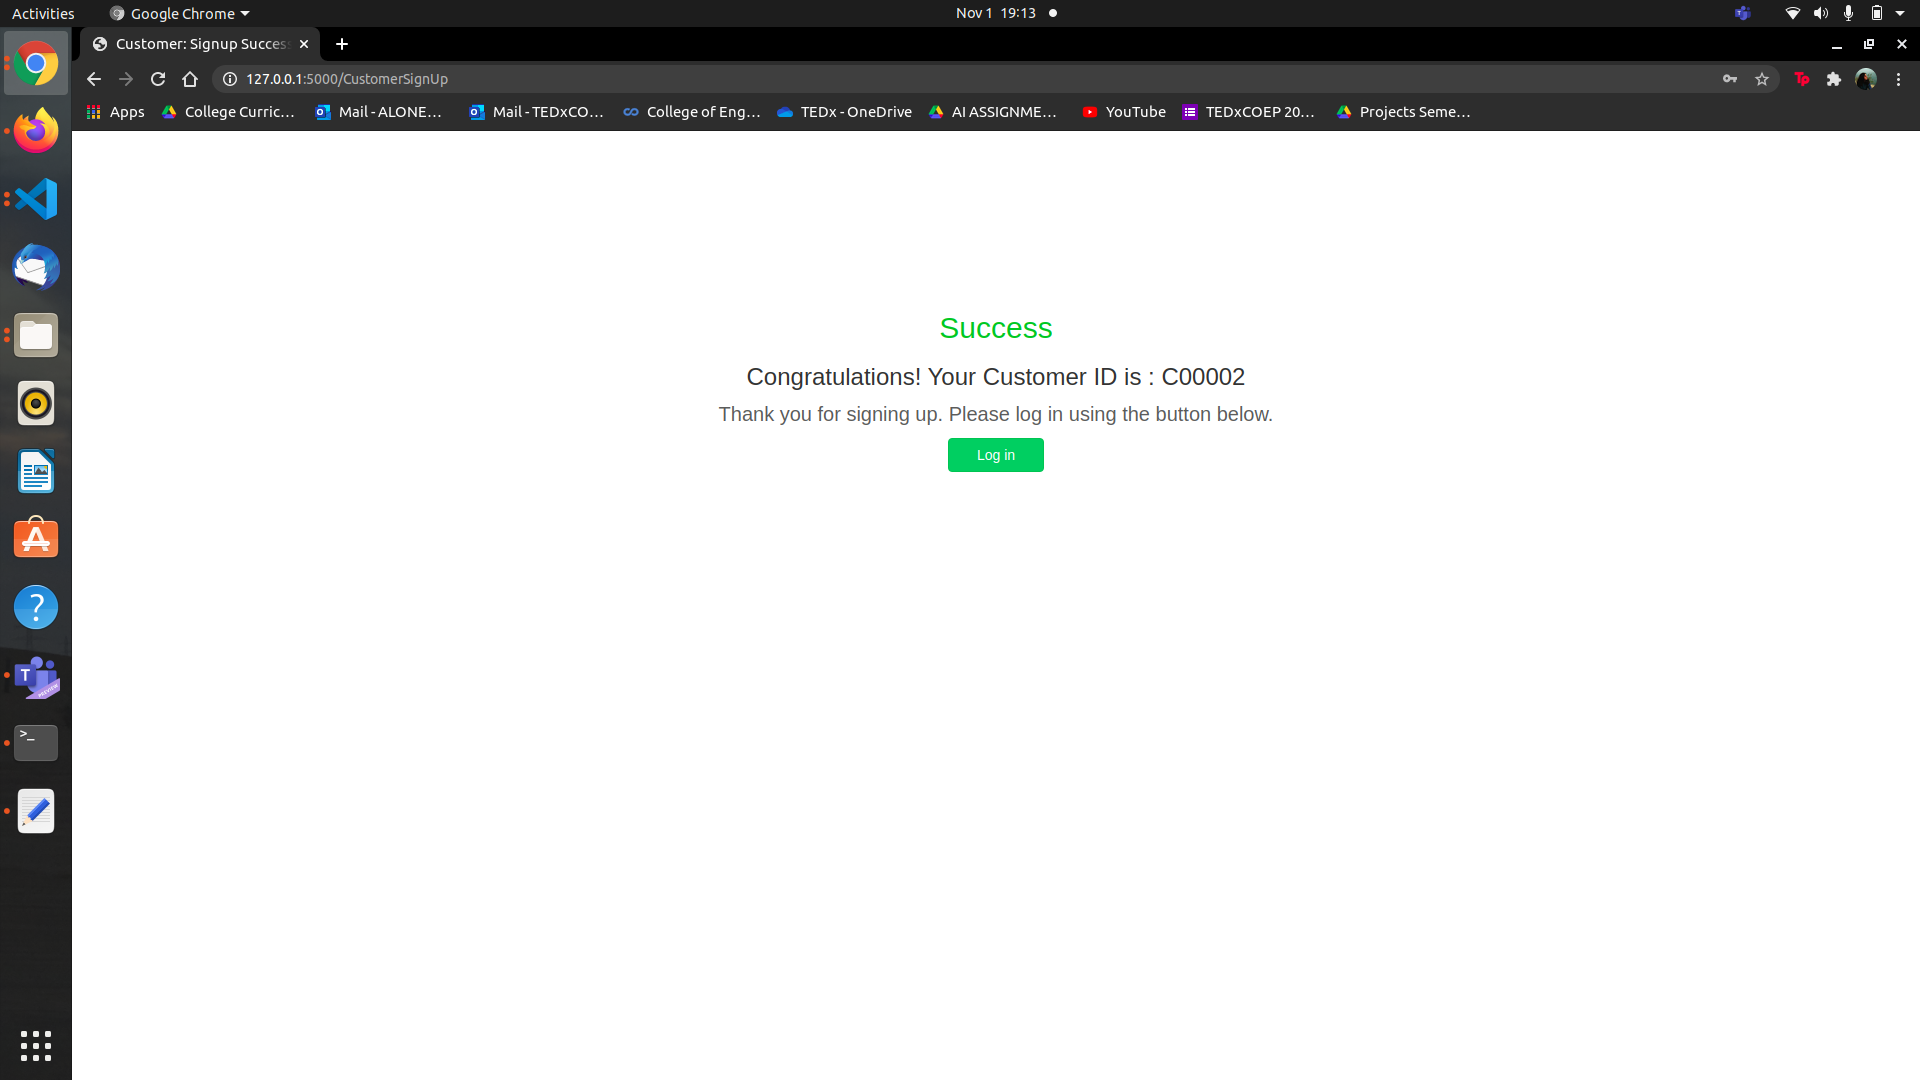 Activities
Google Chrome
Nov 1 19:13
Customer: Signup Success
127.0.0.1:5000/CustomerSignUp
Apps
College Curric…
Mail - ALONE…
Mail - TEDxCO…
College of Eng…
TEDx - OneDrive
AI ASSIGNME…
YouTube
TEDxCOEP 20…
Projects Seme…
Success
Congratulations! Your Customer ID is : C00002
Thank you for signing up. Please log in using the button below.
Log in